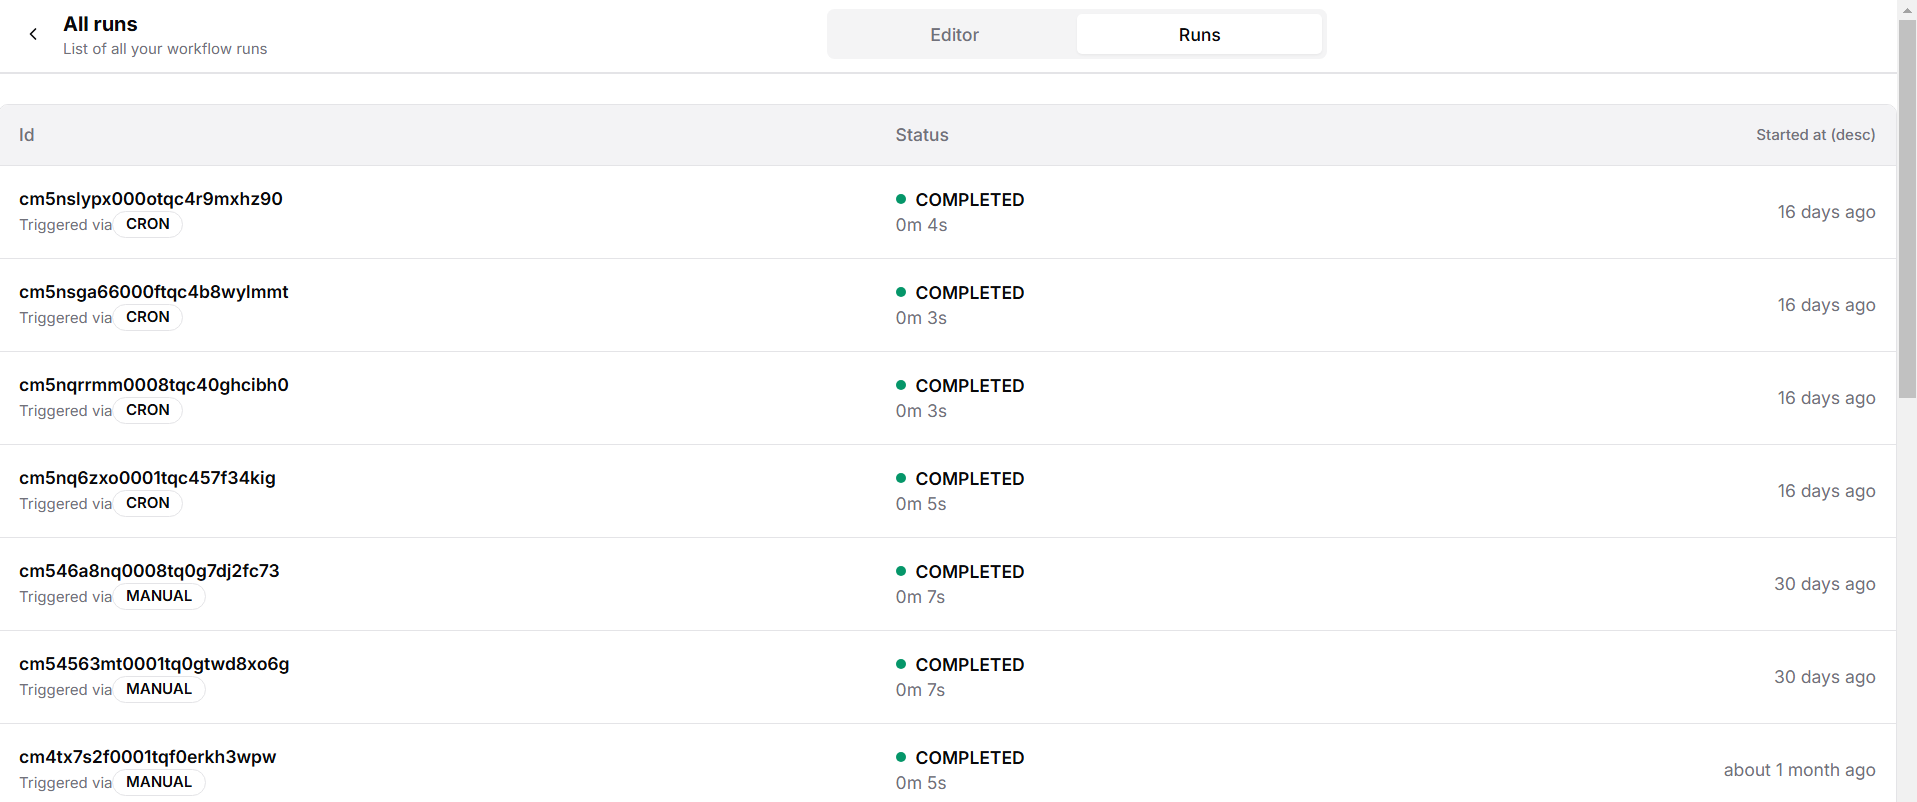 All runs
List of all your workflow runs
Editor
Runs
Id
Status
Started at (desc)
cm5nslypx000otqc4r9mxhz90
Triggered via CRON
COMPLETED
0m 4s
16 days ago
cm5nsga66000ftqc4b8wylmmt
Triggered via CRON
COMPLETED
0m 3s
16 days ago
cm5nqrrmm0008tqc40ghcibh0
Triggered via CRON
COMPLETED
0m 3s
16 days ago
cm5nq6zxo0001tqc457f34kig
Triggered via CRON
COMPLETED
0m 5s
16 days ago
cm546a8nq0008tq0g7dj2fc73
Triggered via MANUAL
COMPLETED
0m 7s
30 days ago
cm54563mt0001tq0gtwd8xo6g
Triggered via MANUAL
COMPLETED
0m 7s
30 days ago
cm4tx7s2f0001tqf0erkh3wpw
Triggered via MANUAL
COMPLETED
0m 5s
about 1 month ago